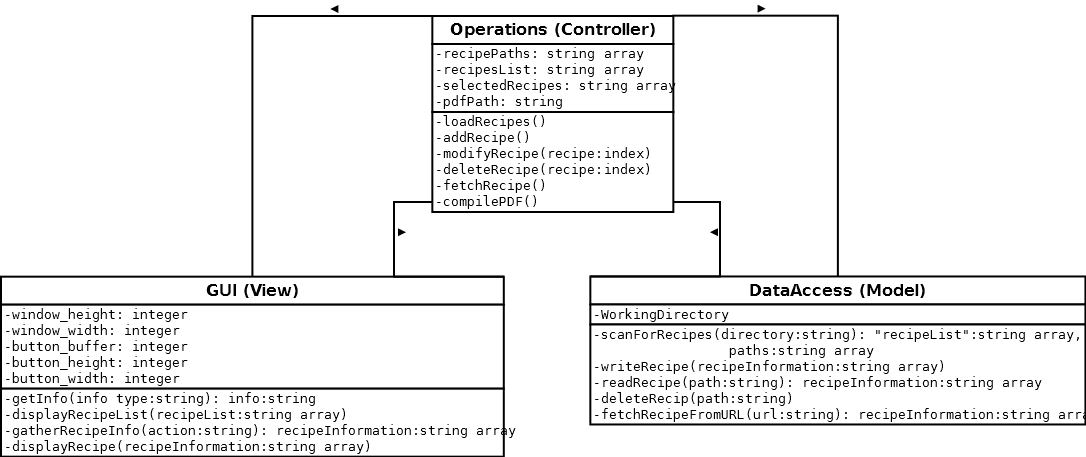 Operations (Controller)
-recipePaths: string array
-recipesList: string array
-selectedRecipes: string array
-pdfPath: string
-loadRecipes()
-addRecipe()
-modifyRecipe(recipe:index)
-deleteRecipe(recipe:index)
-fetchRecipe()
-compilePDF()
GUI (View)
-window_height: integer
-window_width: integer
-button_buffer: integer
-button_height: integer
-button_width: integer
-getInfo(info type:string): info:string
-displayRecipeList(recipeList:string array)
-gatherRecipeInfo(action:string): recipeInformation:string array
-displayRecipe(recipeInformation:string array)
DataAccess (Model)
-WorkingDirectory
-scanForRecipes(directory:string): "recipeList":string array,
paths:string array
-writeRecipe(recipeInformation:string array)
-readRecipe(path:string): recipeInformation:string array
-deleteRecip(path:string)
-fetchRecipeFromURL(url:string): recipeInformation:string arra